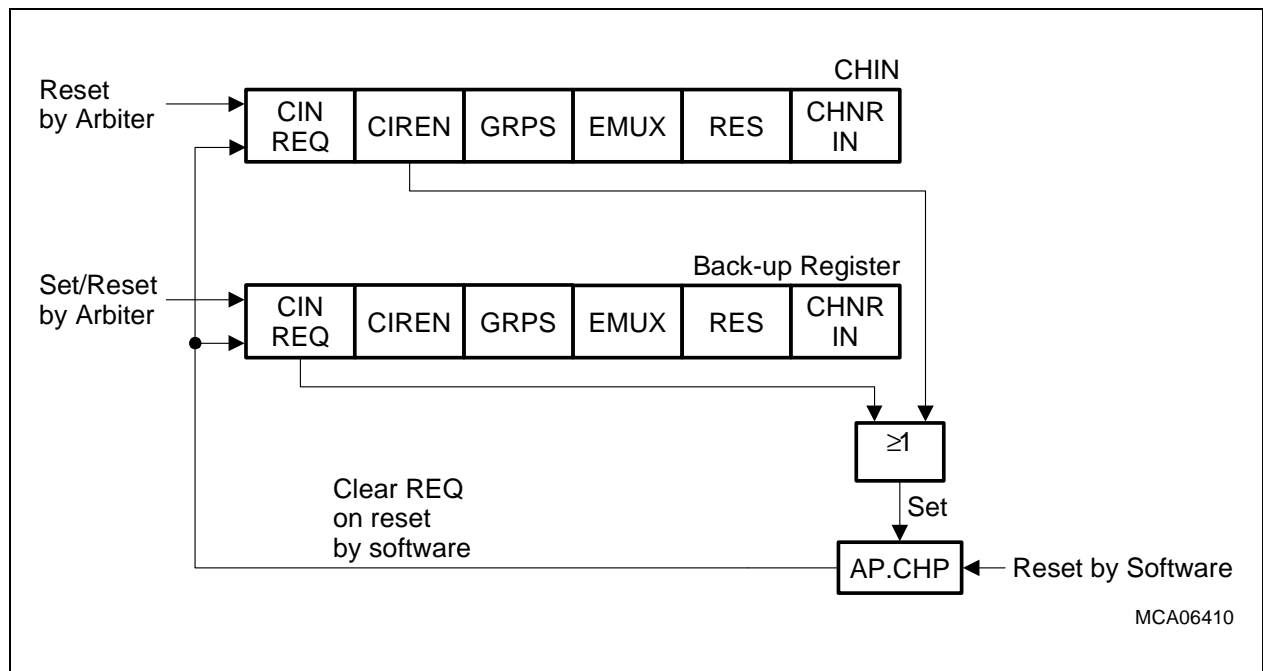 CHIN
Reset
by Arbiter
CIN
REQ
CIREN
GRPS
EMUX
RES
CHNR
IN
Back-up Register
Set/Reset
by Arbiter
CIN
REQ
CIREN
GRPS
EMUX
RES
CHNR
IN
≥1
Clear REQ
on reset
by software
Set
AP.CHP
Reset by Software
MCA06410